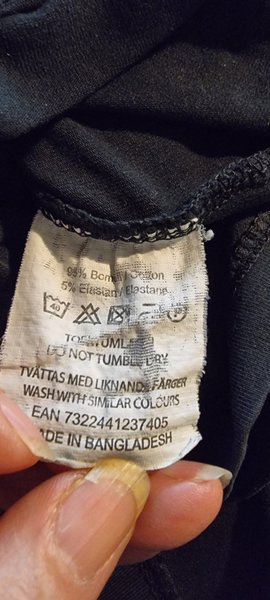 95% Bomull/Cotton
5% Elastan/Elastane
DO NOT TUMBLE DRY
TVÄTTAS MED LIKNANDE FÄRGER
WASH WITH SIMILAR COLOURS
EAN 7322441237405
MADE IN BANGLADESH